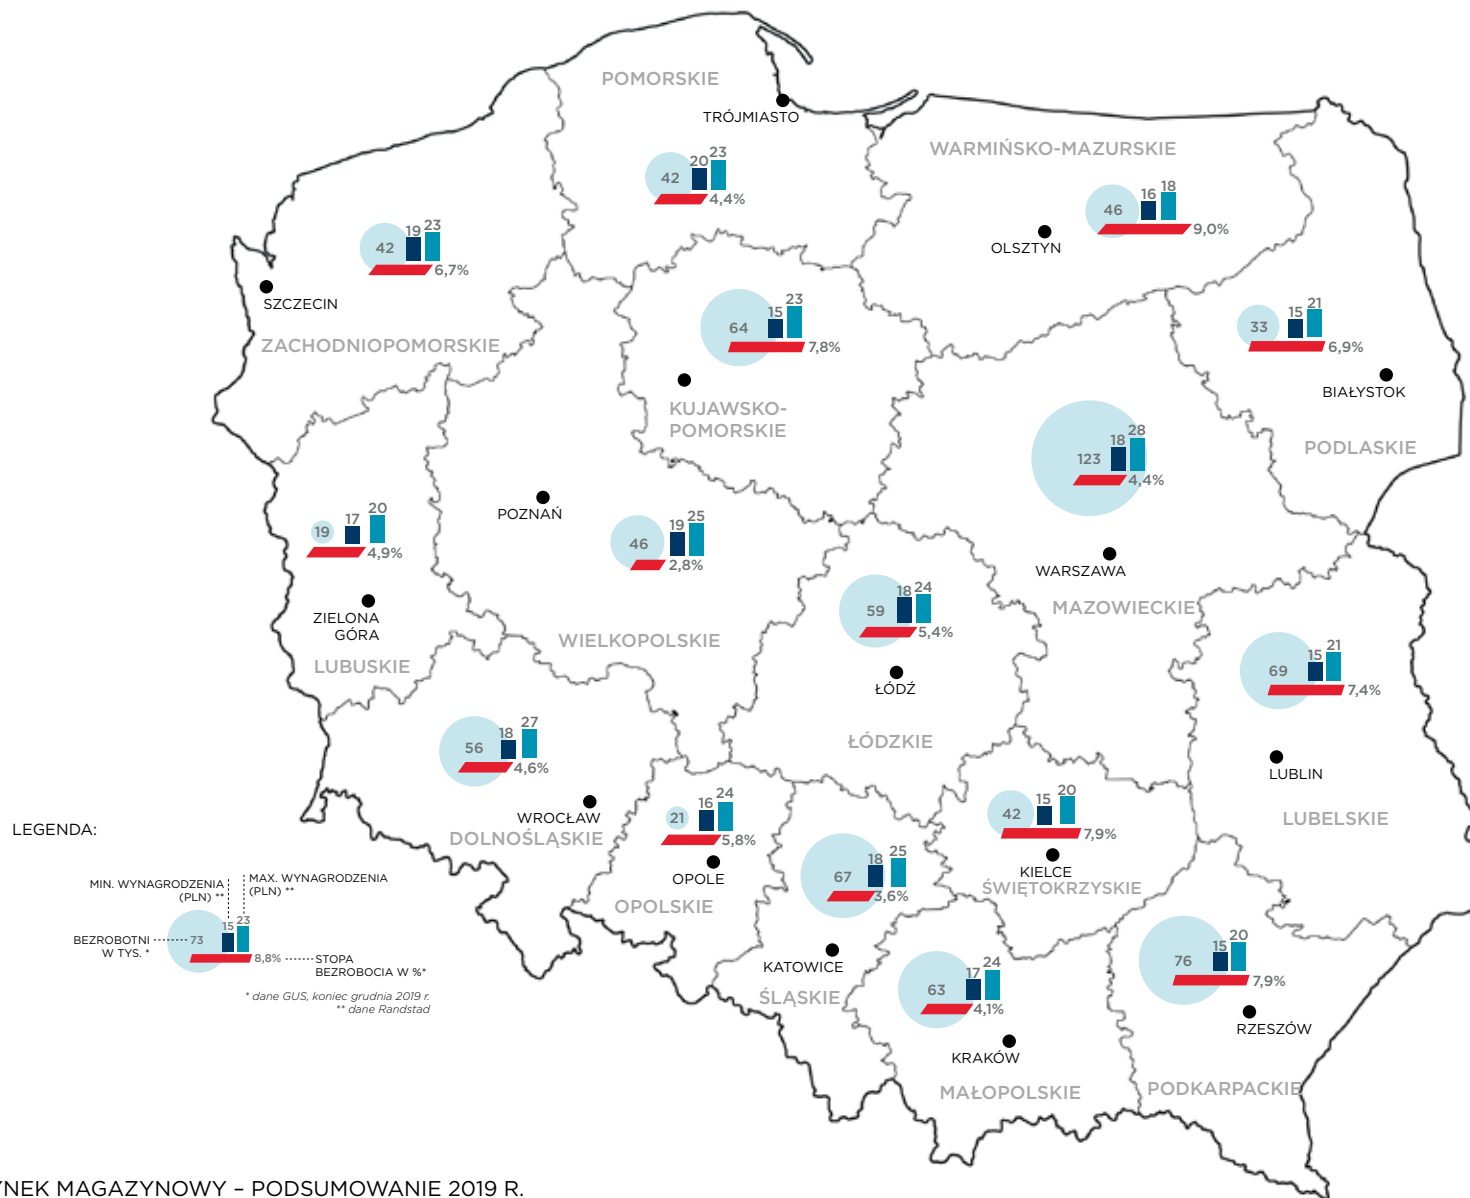 POMORSKIE
TRÓJMIASTO
42
20
23
4,4%
WARMIŃSKO-MAZURSKIE
46
16
18
9,0%
OLSZTYN
42
19
23
6,7%
SZCZECIN
ZACHODNIOPOMORSKIE
64
15
23
7,8%
KUJAWSKO-
POMORSKIE
33
15
21
6,9%
BIAŁYSTOK
PODLASKIE
123
18
28
4,4%
WARSZAWA
MAZOWIECKIE
19
17
20
4,9%
ZIELONA
GÓRA
LUBUSKIE
POZNAŃ
46
19
25
2,8%
WIELKOPOLSKIE
59
18
24
5,4%
ŁÓDŹ
ŁÓDZKIE
69
15
21
7,4%
LUBLIN
LUBELSKIE
56
18
27
4,6%
WROCŁAW
DOLNOŚLĄSKIE
21
16
24
5,8%
OPOLE
OPOLSKIE
67
18
25
3,6%
KATOWICE
ŚLĄSKIE
42
15
20
7,9%
KIELCE
ŚWIĘTOKRZYSKIE
63
17
24
4,1%
KRAKÓW
MAŁOPOLSKIE
76
15
20
7,9%
RZESZÓW
PODKARPACKIE
LEGENDA:
MIN. WYNAGRODZENIA
(PLN) **
MAX. WYNAGRODZENIA
(PLN) **
BEZROBOTNI
W TYS. *
73
15
23
8,8%
STOPA
BEZROBOCIA W %*
* dane GUS, koniec grudnia 2019 r.
** dane Randstad
YNEK MAGAZYNOWY – PODSUMOWANIE 2019 R.